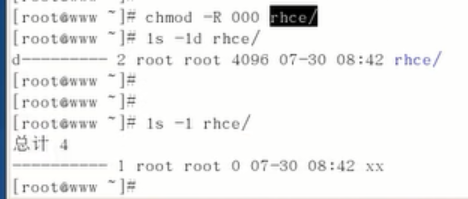 [root@www ~]# chmod -R 000 rhce/
[root@www ~]# ls -ld rhce/
d--------- 2 root root 4096 07-30 08:42 rhce/
[root@www ~]#
[root@www ~]#
[root@www ~]# ls -l rhce/
总计 4
---------- 1 root root 0 07-30 08:42 xx
[root@www ~]#